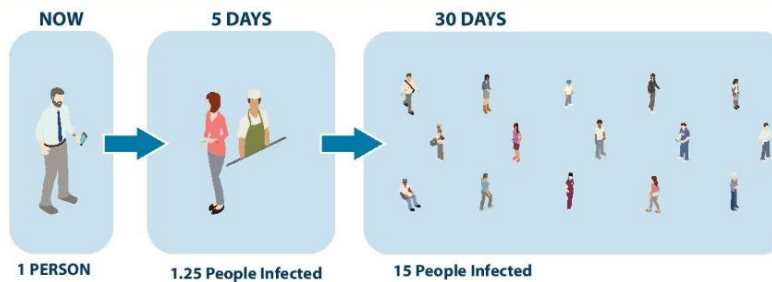 NOW
5 DAYS
30 DAYS
1 PERSON
1.25 People Infected
15 People Infected